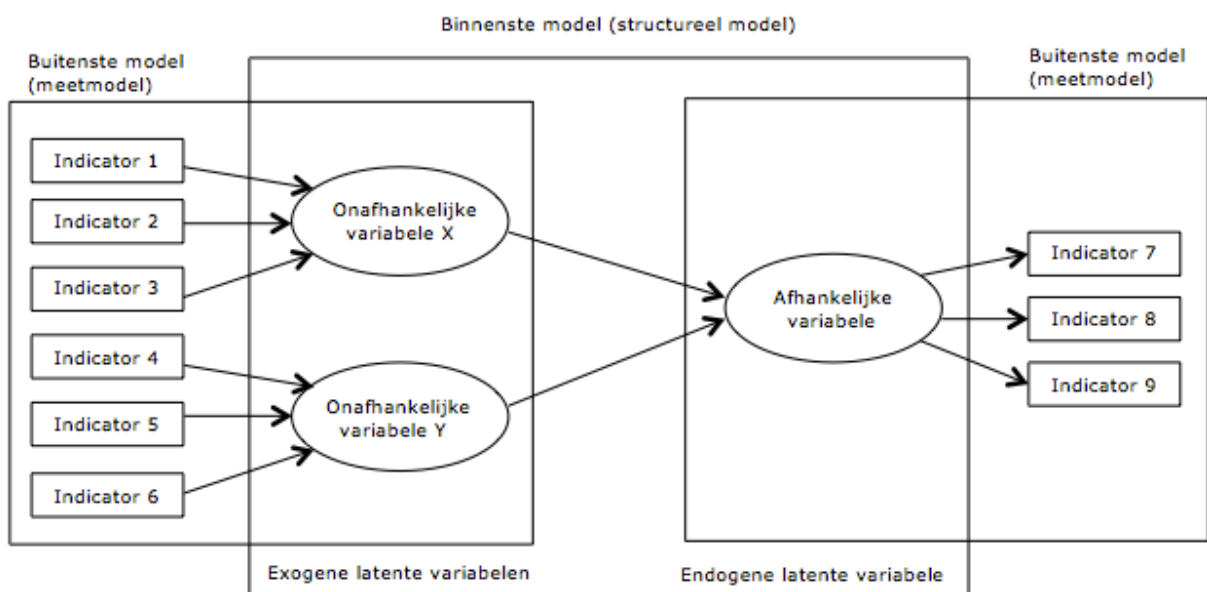 Binnenste model (structureel model)
Buitenste model
(meetmodel)
Buitenste model
(meetmodel)
Indicator 1
Indicator 2
Indicator 3
Indicator 4
Indicator 5
Indicator 6
Onafhankelijke
variabele X
Onafhankelijke
variabele Y
Afhankelijke
variabele
Indicator 7
Indicator 8
Indicator 9
Exogene latente variabelen
Endogene latente variabele